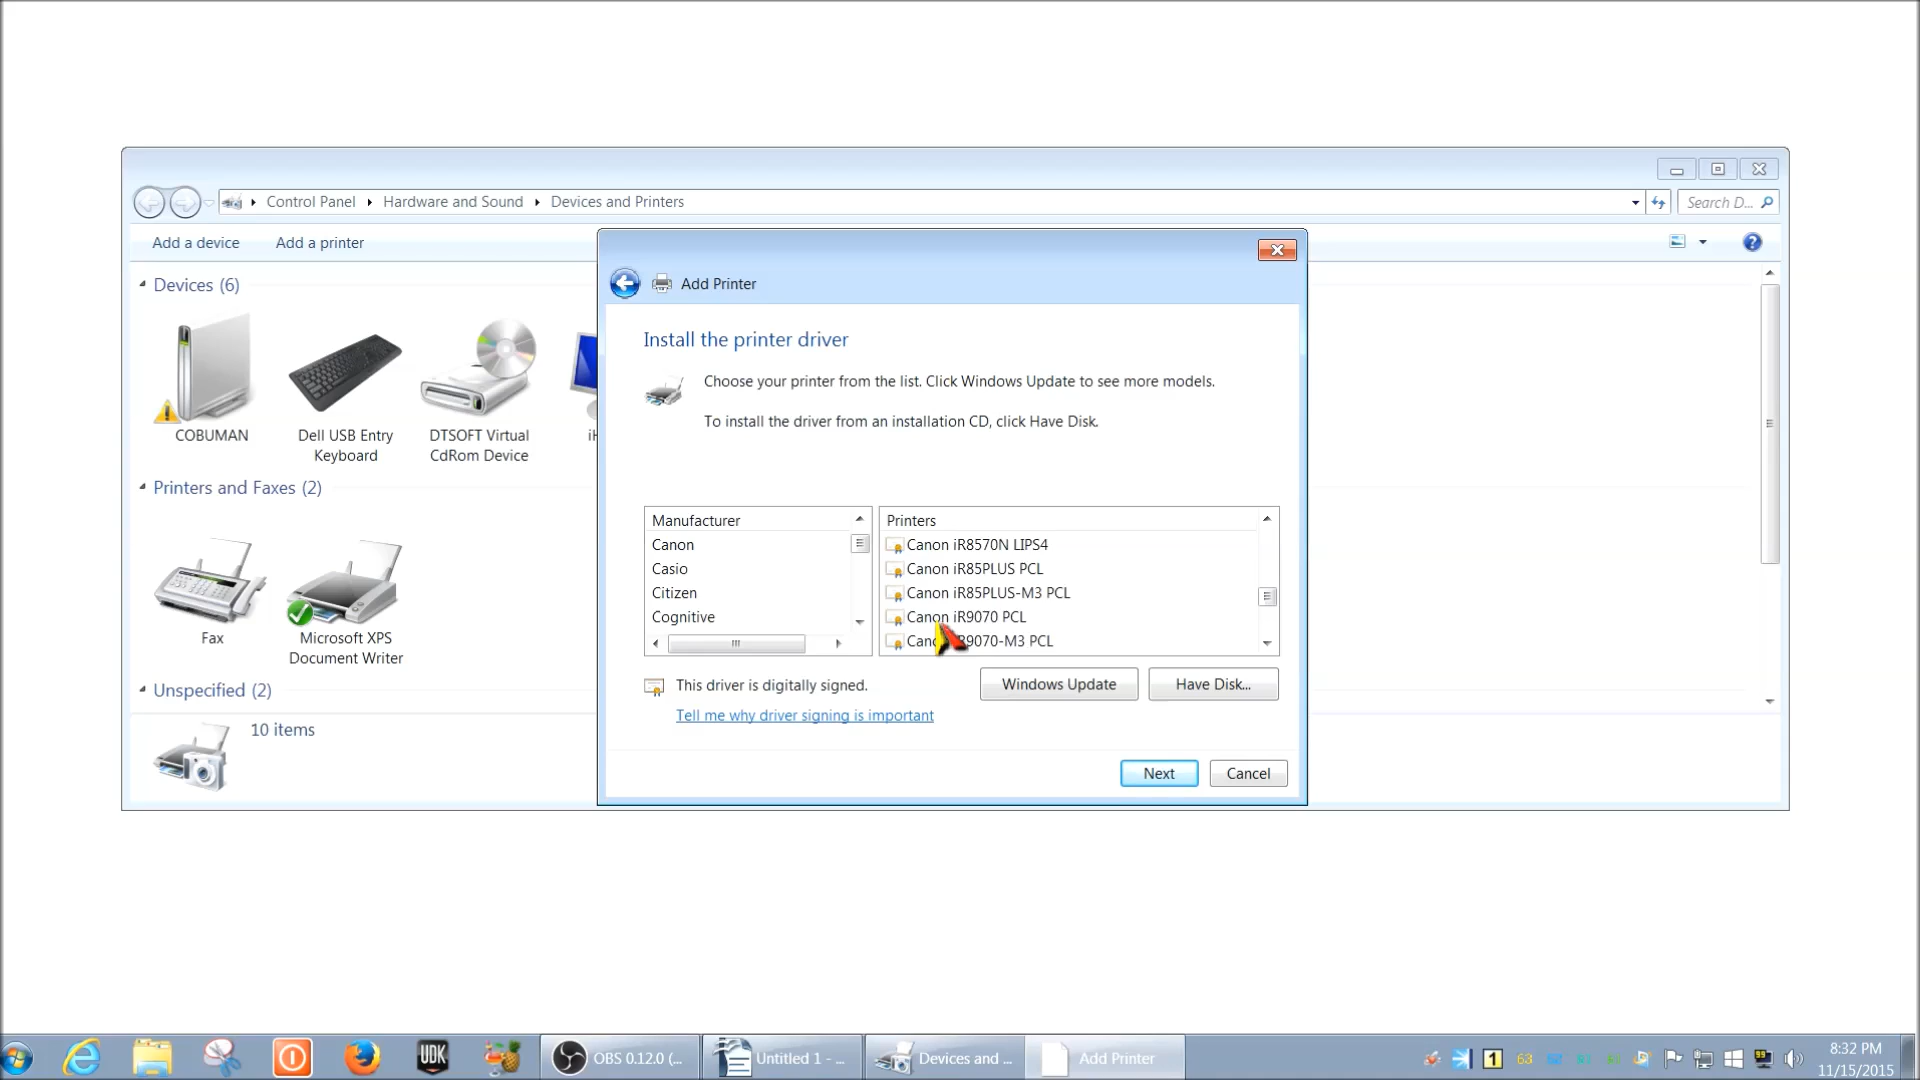 Control Panel Hardware and Sound Devices and Printers
Search D...
Add a device Add a printer
Devices (6)
COBUMAN
Dell USB Entry
Keyboard
DTSOFT Virtual
CdRom Device
Printers and Faxes (2)
Fax
Microsoft XPS
Document Writer
Unspecified (2)
10 items
Add Printer
Install the printer driver
Choose your printer from the list. Click Windows Update to see more models.
To install the driver from an installation CD, click Have Disk.
Manufacturer
Canon
Casio
Citizen
Cognitive
Printers
Canon iR8570N LIPS4
Canon iR85PLUS PCL
Canon iR85PLUS-M3 PCL
Canon iR9070 PCL
Canon iR9070-M3 PCL
This driver is digitally signed.
Tell me why driver signing is important
Windows Update Have Disk...
Next Cancel
UDK
OBS 0.12.0 (...
Untitled 1 - ...
Devices and ...
Add Printer
1
63
8:32 PM
11/15/2015